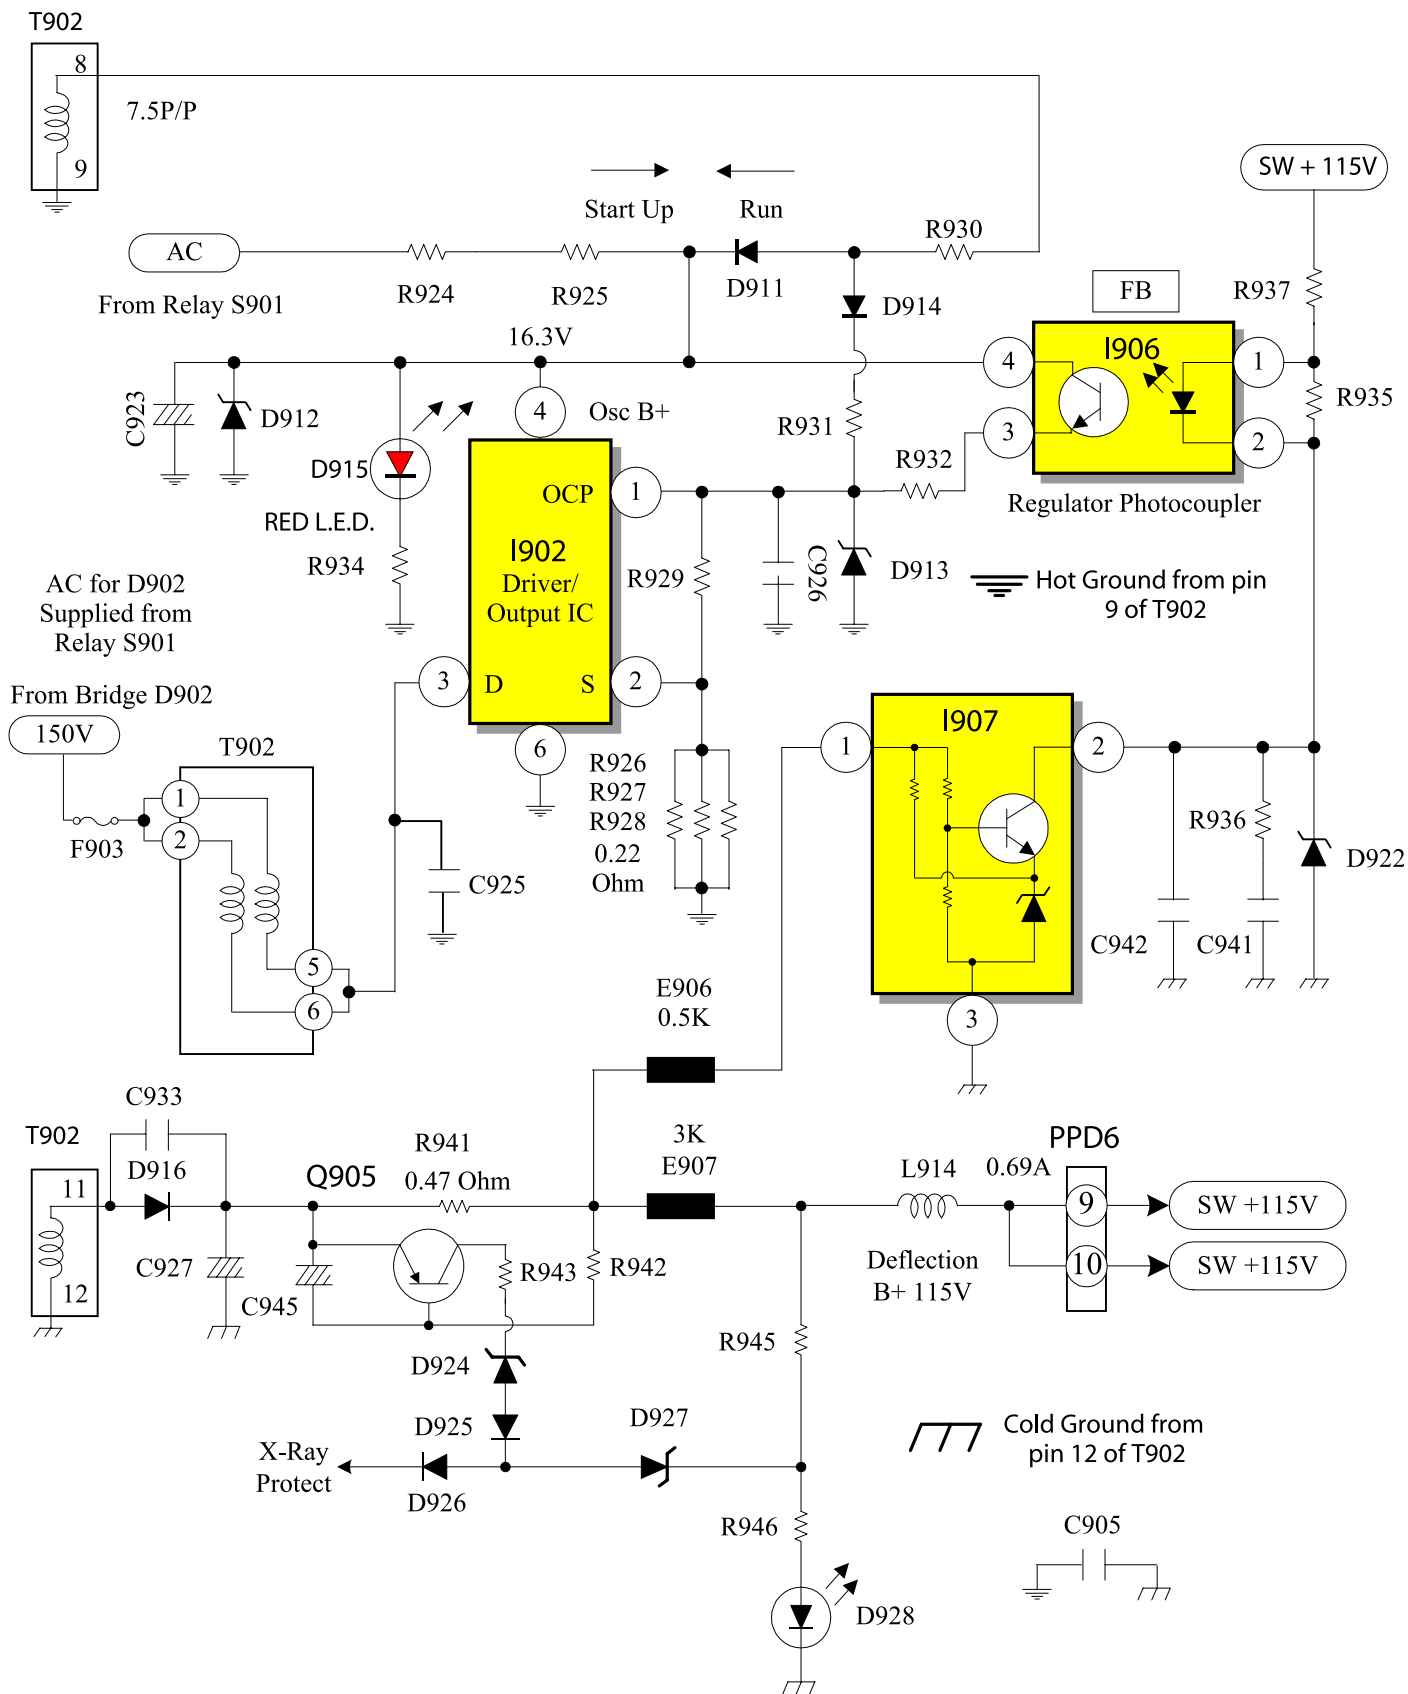 T902
8
7.5P/P
9
SW + 115V
Start Up
Run
R930
AC
From Relay S901
R924
R925
D911
D914
FB
R937
16.3V
4
I906
1
C923
D912
4
Osc B+
R931
3
2
R935
D915
OCP
1
R932
Regulator Photocoupler
RED L.E.D.
I902
Driver/
Output IC
R934
R929
C926
D913
Hot Ground from pin
9 of T902
AC for D902
Supplied from
Relay S901
3
D
S
2
From Bridge D902
150V
T902
6
I907
1
2
R926
R927
R928
0.22
Ohm
1
2
F903
C925
R936
D922
C942
C941
5
6
E906
0.5K
3
C933
T902
D916
11
12
C927
Q905
R941
0.47 Ohm
3K
E907
L914
0.69A
PPD6
9
SW +115V
10
SW +115V
Deflection
B+ 115V
C945
R943
R942
R945
D924
D925
D927
X-Ray
Protect
D926
Cold Ground from
pin 12 of T902
R946
C905
D928